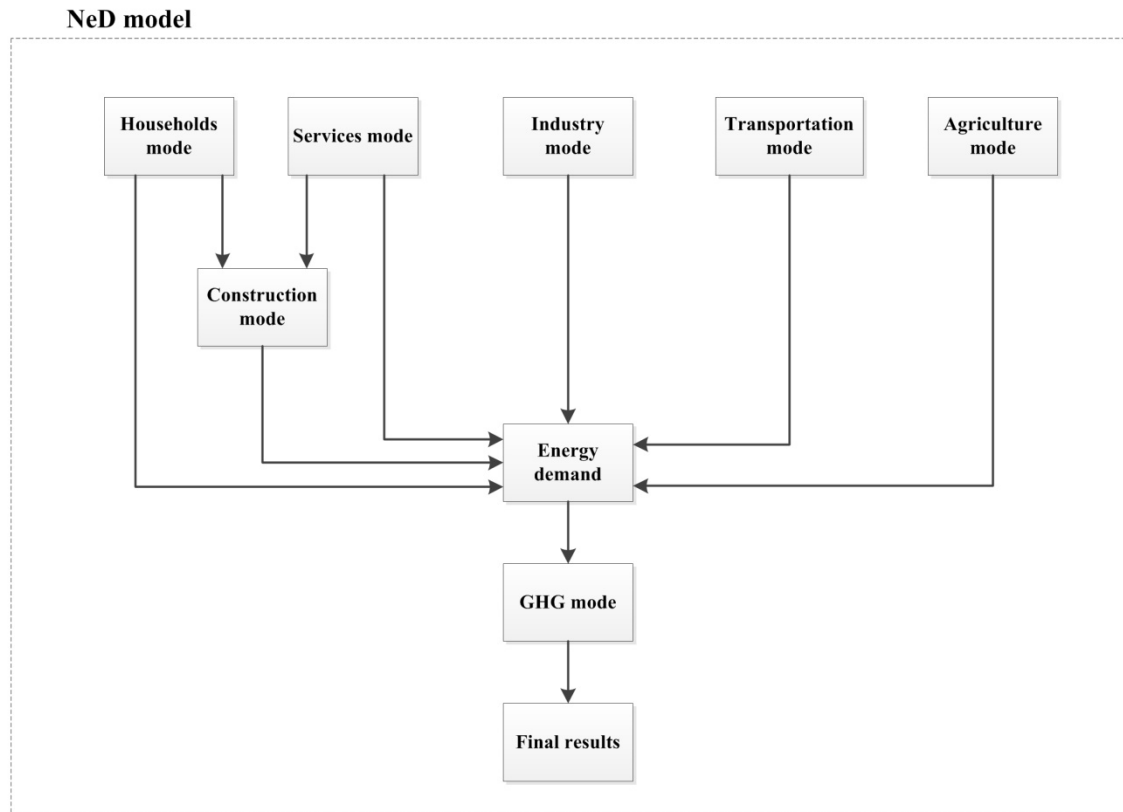 NeD model
Households
mode
Services mode
Industry
mode
Transportation
mode
Agriculture
mode
Construction
mode
Energy
demand
GHG mode
Final results